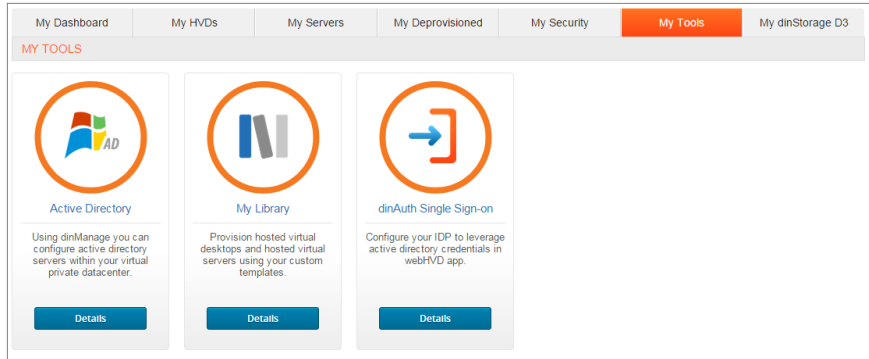 My Dashboard My HVDs My Servers My Deprovisioned My Security My Tools My dinStorage D3
MY TOOLS
AD
Active Directory
Using dinManage you can
configure active directory
servers within your virtual
private datacenter.
Details
My Library
Provision hosted virtual
desktops and hosted virtual
servers using your custom
templates.
Details
dinAuth Single Sign-on
Configure your IDP to leverage
active directory credentials in
webHVD app.
Details